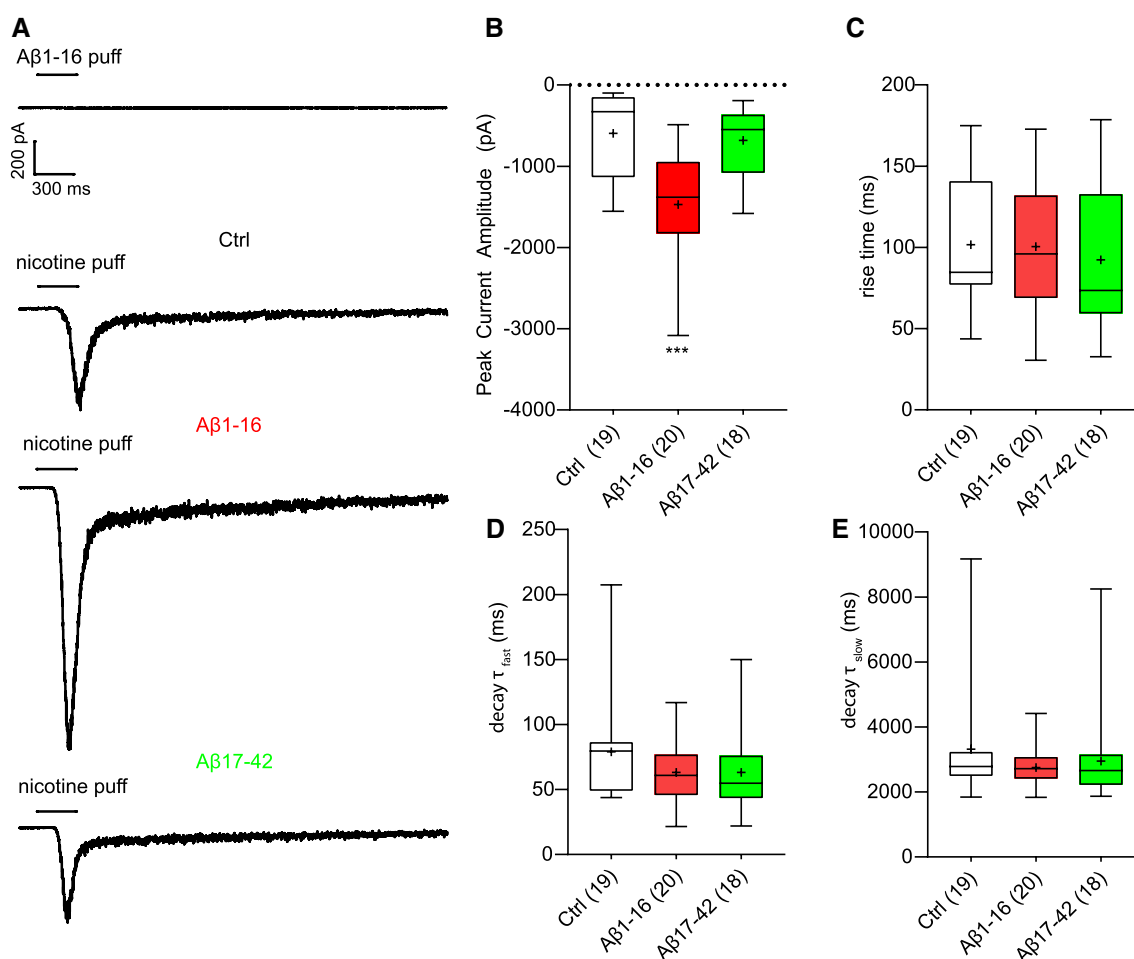 A
Aβ1-16 puff
200 pA
300 ms
Ctrl
nicotine puff
Aβ1-16
nicotine puff
Aβ17-42
nicotine puff
B
Peak Current Amplitude (pA)
0
-1000
-2000
-3000
-4000
***
Ctrl (19)
Aβ1-16 (20)
Aβ17-42 (18)
C
rise time (ms)
200
150
100
50
0
Ctrl (19)
Aβ1-16 (20)
Aβ17-42 (18)
D
decay τ fast (ms)
250
200
150
100
50
0
Ctrl (19)
Aβ1-16 (20)
Aβ17-42 (18)
E
decay τ slow (ms)
10000
8000
6000
4000
2000
0
Ctrl (19)
Aβ1-16 (20)
Aβ17-42 (18)